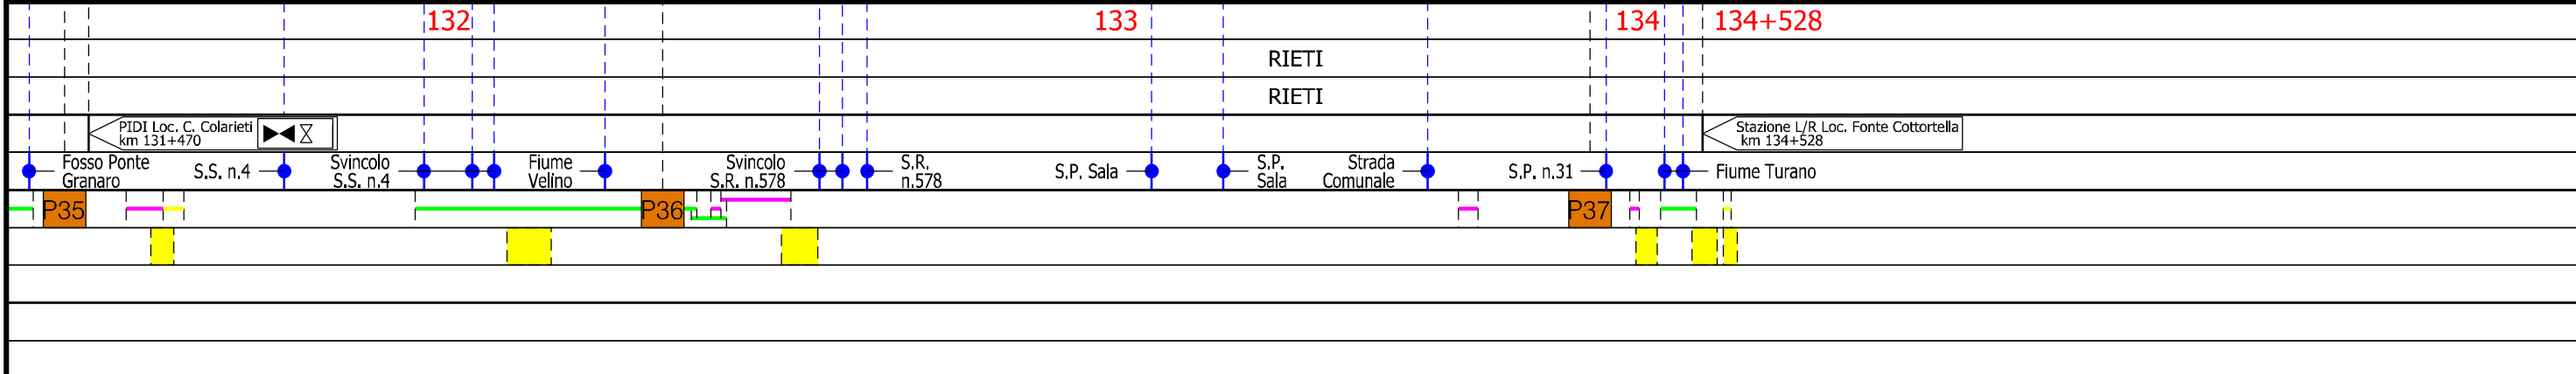 132 133 134 134+528
RIETI
RIETI
PIDI Loc. C. Colarieti
km 131+470
Stazione L/R Loc. Fonte Cottortella
km 134+528
Fosso Ponte
Granaro
S.S. n.4
Svincolo
S.S. n.4
Fiume
Velino
Svincolo
S.R. n.578
S.R.
n.578
S.P. Sala
S.P.
Sala
Strada
Comunale
S.P. n.31
Fiume Turano
P35 P36 P37